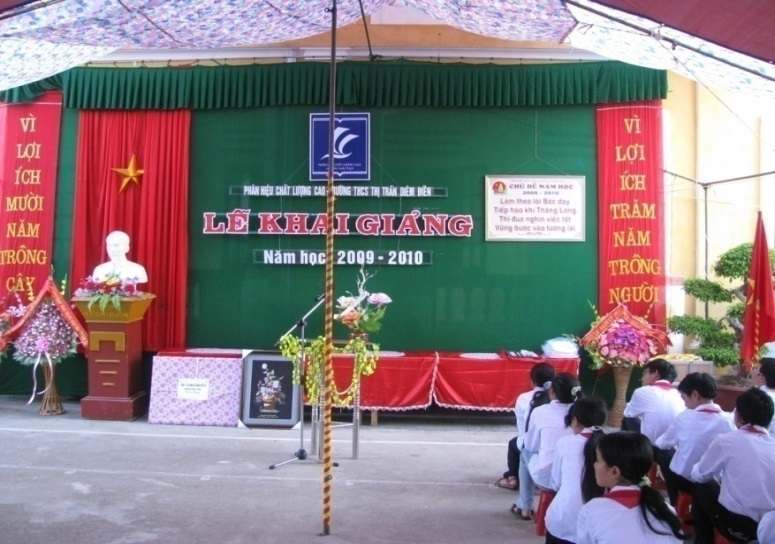 VÌ
LỢI
ÍCH
MƯỜI
NĂM
TRỒNG
CÂY
PHÂN HIỆU CHẤT LƯỢNG CAO - TRƯỜNG THCS THỊ TRẤN DIÊM ĐIỀN
LỄ KHAI GIẢNG
Năm học 2009 - 2010
CHỦ ĐỀ NĂM HỌC
2009 - 2010
Làm theo lời Bác dạy
Tiếp hào khí Thăng Long
Thi đua nghìn việc tốt
Vững bước vào tương lai
VÌ
LỢI
ÍCH
TRĂM
NĂM
TRỒNG
NGƯỜI